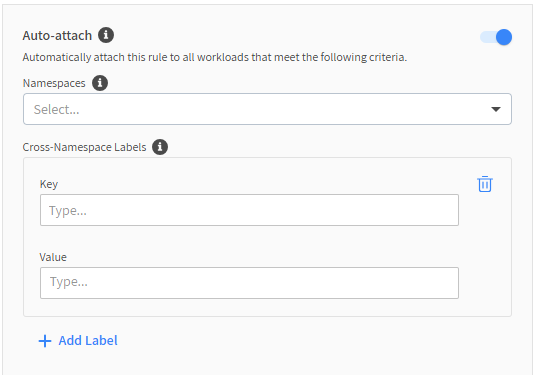 Auto-attach
Automatically attach this rule to all workloads that meet the following criteria.
Namespaces
Select...
Cross-Namespace Labels
Key
Type...
Value
Type...
+ Add Label